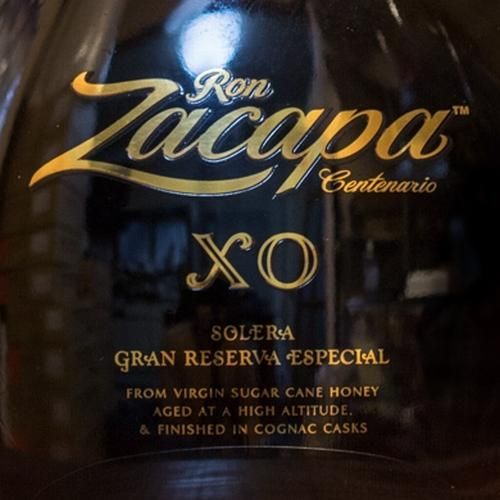 Ron
Zacapa™
Centenario
XO
SOLERA
GRAN RESERVA ESPECIAL
FROM VIRGIN SUGAR CANE HONEY
AGED AT A HIGH ALTITUDE,
& FINISHED IN COGNAC CASKS